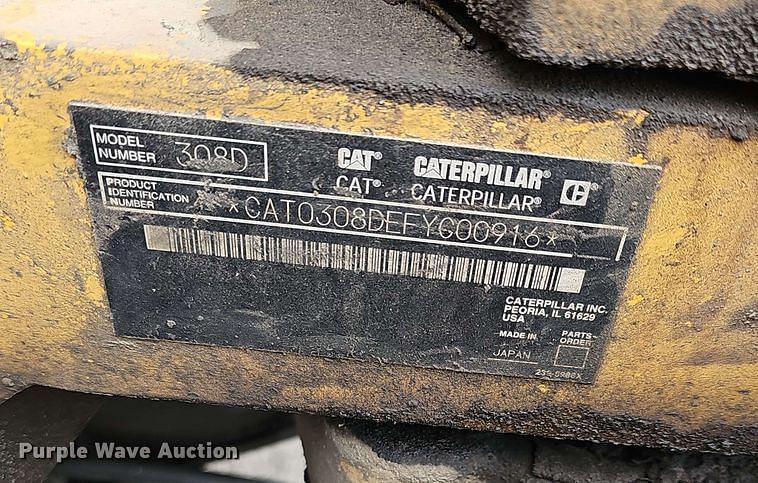 MODEL
NUMBER
308D
CAT® CATERPILLAR®
CAT® CATERPILLAR®
PRODUCT
IDENTIFICATION
NUMBER
*CAT0308DEFYC00916*
CATERPILLAR INC.
PEORIA, IL 61629
USA
MADE IN
JAPAN
PARTS-
ORDER
Purple Wave Auction